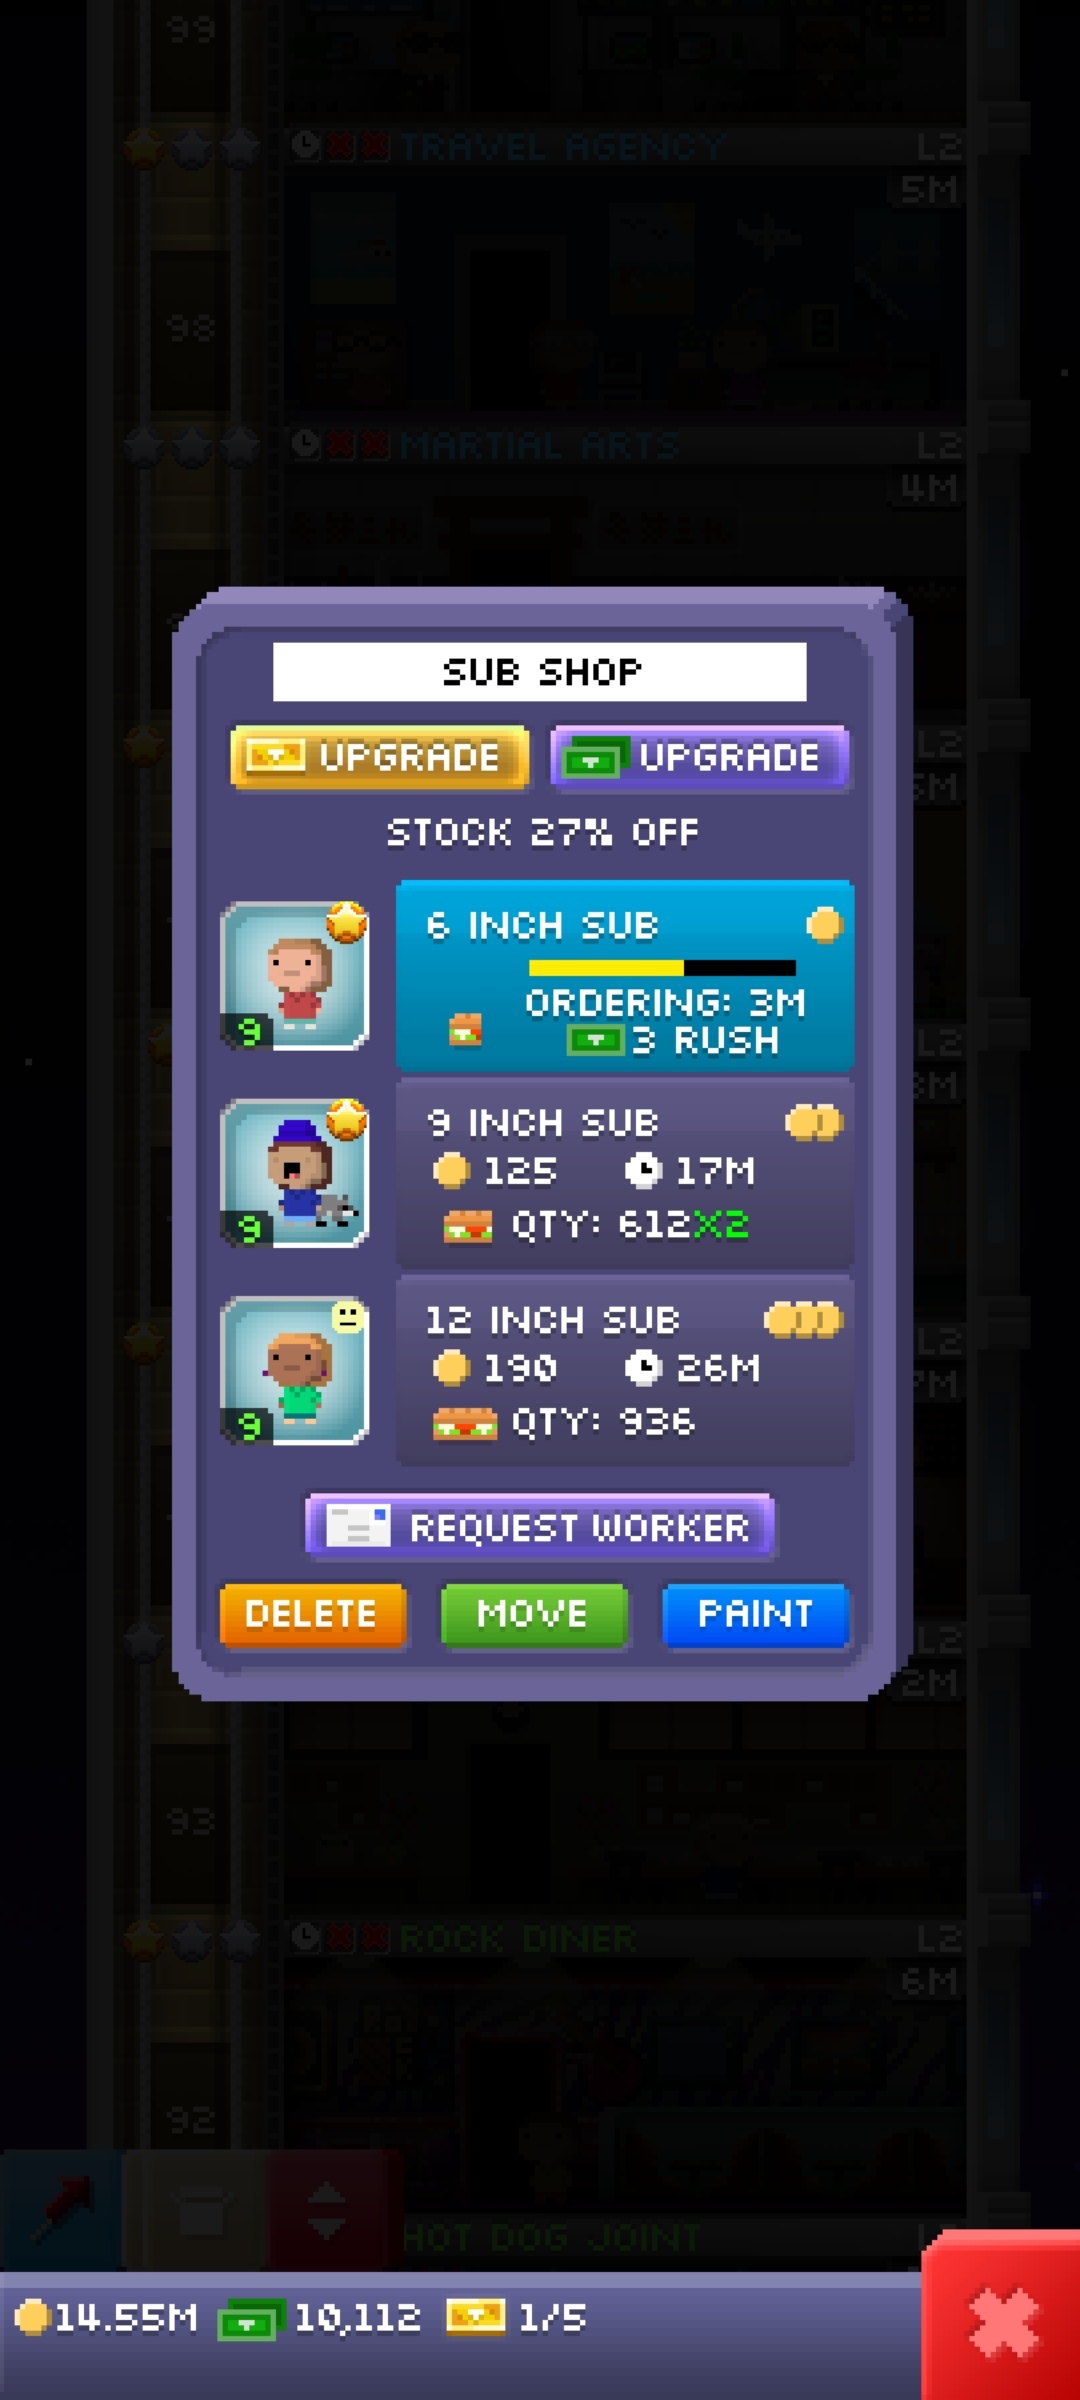 99
TRAVEL AGENCY L2
5M
98
MARTIAL ARTS L2
4M
SUB SHOP
UPGRADE UPGRADE
STOCK 27% OFF
6 INCH SUB
ORDERING: 3M
3 RUSH
9
9 INCH SUB
125 17M
QTY: 612X2
9
12 INCH SUB
190 26M
QTY: 936
9
REQUEST WORKER
DELETE MOVE PAINT
L2
2M
93
ROCK DINER L2
6M
92
HOT DOG JOINT
14.55M 10,112 1/5